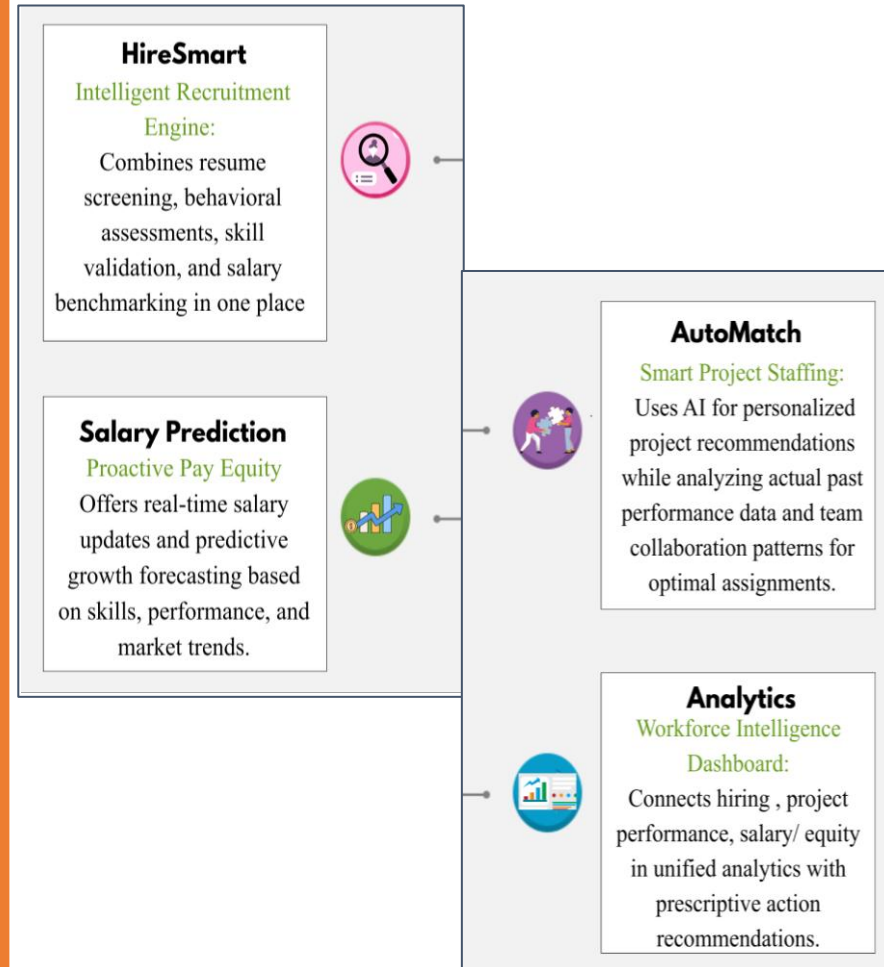 HireSmart
Intelligent Recruitment
Engine:
Combines resume
screening, behavioral
assessments, skill
validation, and salary
benchmarking in one place
Salary Prediction
Proactive Pay Equity
Offers real-time salary
updates and predictive
growth forecasting based
on skills, performance, and
market trends.
AutoMatch
Smart Project Staffing:
Uses AI for personalized
project recommendations
while analyzing actual past
performance data and team
collaboration patterns for
optimal assignments.
Analytics
Workforce Intelligence
Dashboard:
Connects hiring , project
performance, salary/ equity
in unified analytics with
prescriptive action
recommendations.